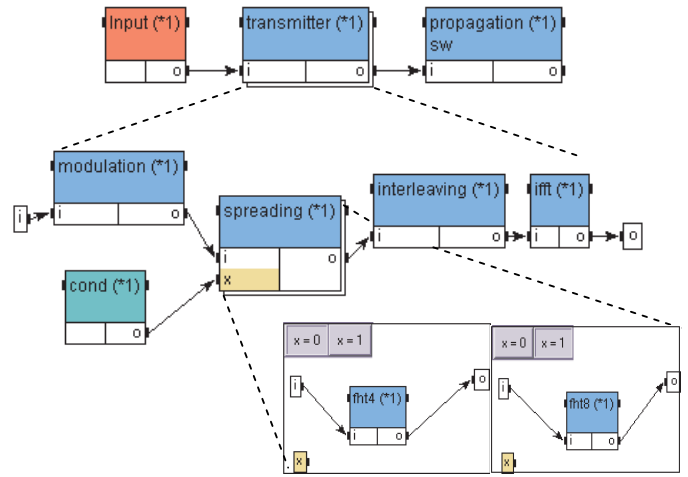 Input (*1)
o
transmitter (*1)
i o
propagation (*1)
sw
i o
modulation (*1)
i
i o
spreading (*1)
i o
x
interleaving (*1)
i o
ifft (*1)
i o
o
cond (*1)
o
x = 0 x = 1
i
fht4 (*1)
i o
o
x
x = 0 x = 1
i
fht8 (*1)
i o
o
x